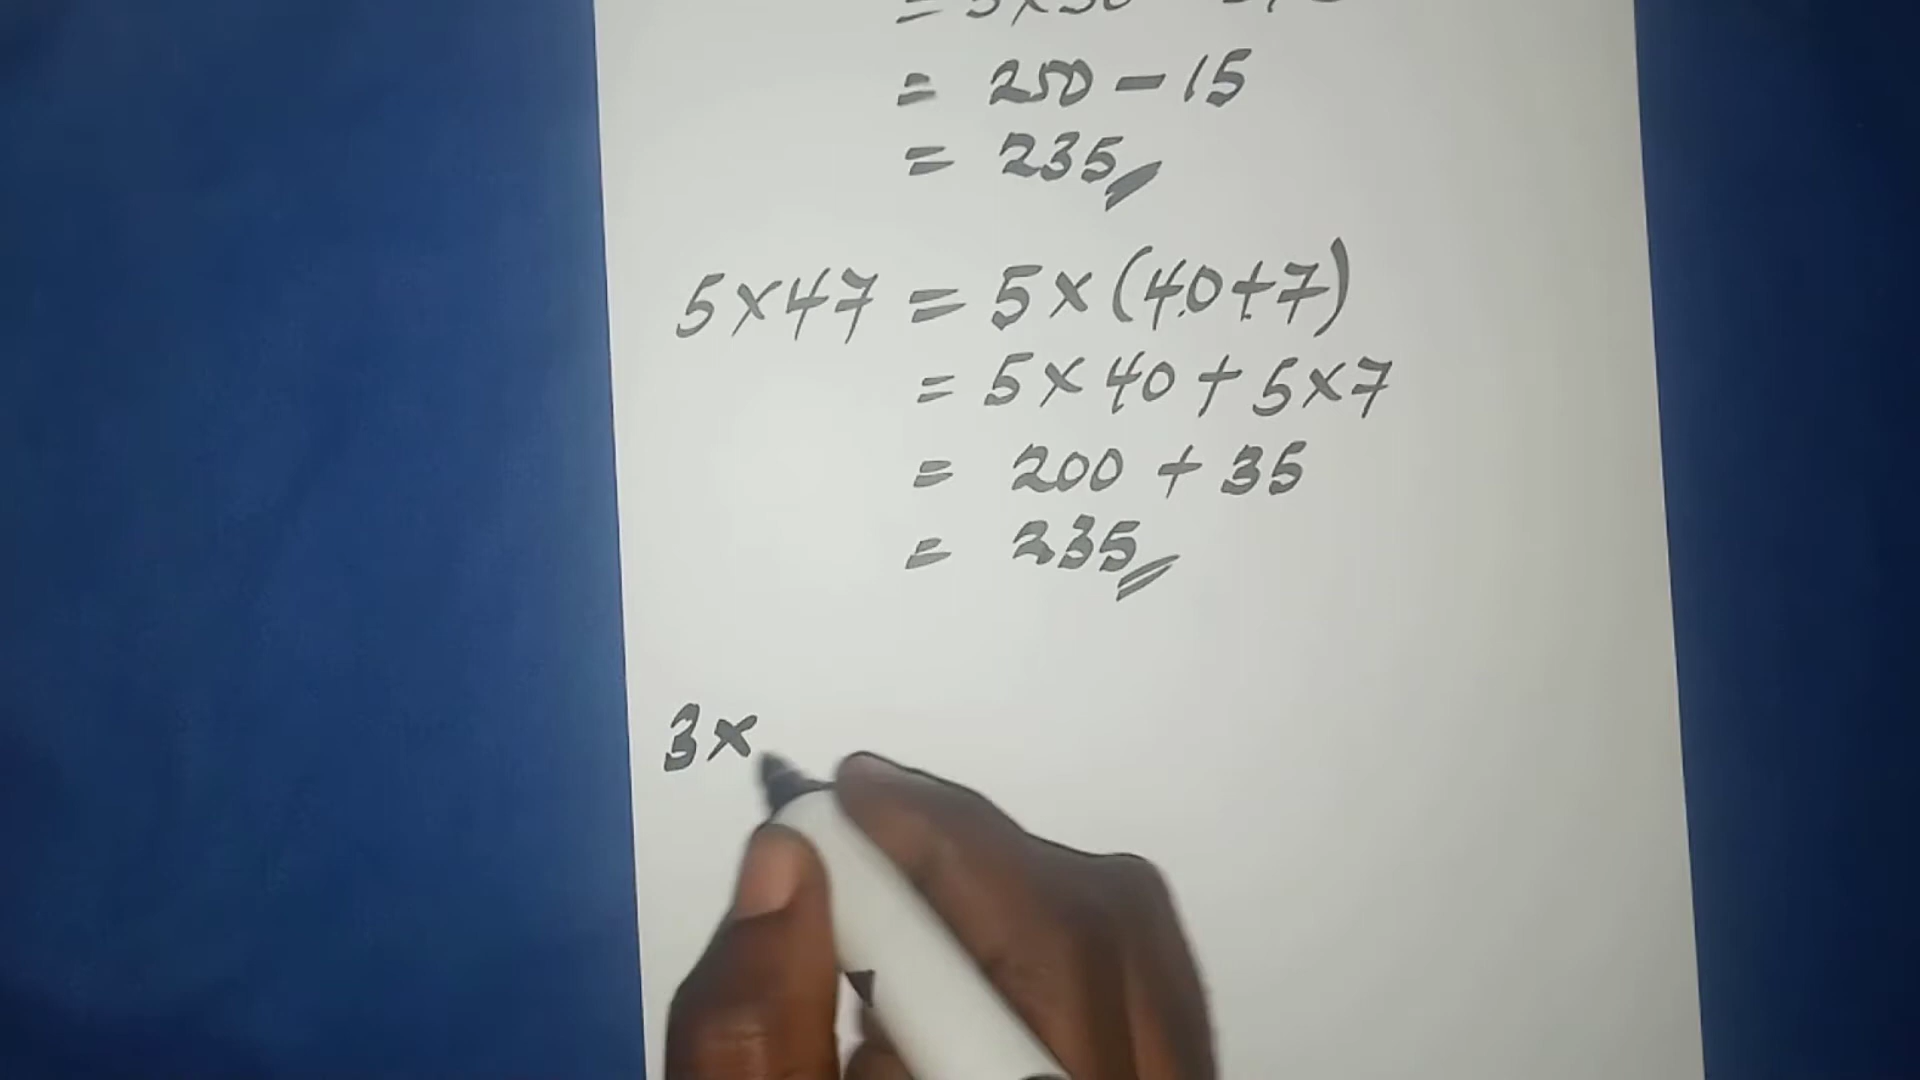 = 250 - 15
= 235
5×47 = 5×(40+7)
= 5×40 + 5×7
= 200 + 35
= 235
3×